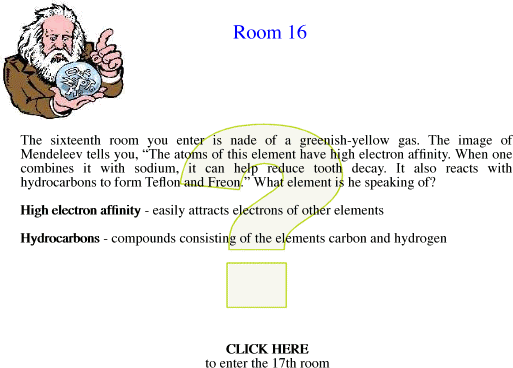 Room 16
The sixteenth room you enter is nade of a greenish-yellow gas. The image of
Mendeleev tells you, “The atoms of this element have high electron affinity. When one
combines it with sodium, it can help reduce tooth decay. It also reacts with
hydrocarbons to form Teflon and Freon.” What element is he speaking of?
High electron affinity - easily attracts electrons of other elements
Hydrocarbons - compounds consisting of the elements carbon and hydrogen
CLICK HERE
to enter the 17th room